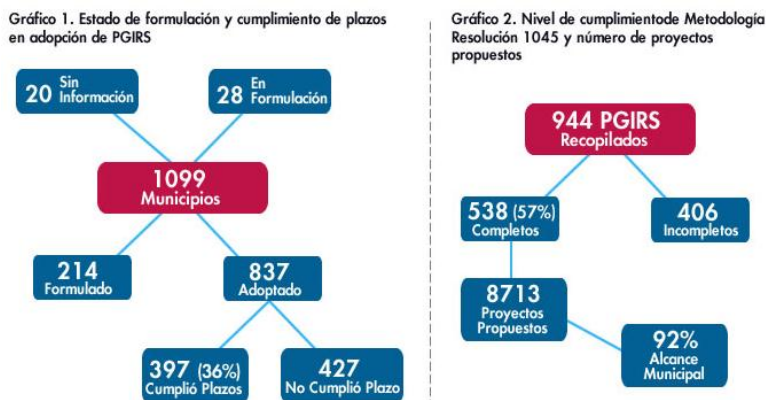 Gráfico 1. Estado de formulación y cumplimiento de plazos
en adopción de PGIRS
20 Sin
Información
28 En
Formulación
1099
Municipios
214
Formulado
837
Adoptado
397 (36%)
Cumplió Plazos
427
No Cumplió Plazo
Gráfico 2. Nivel de cumplimientode Metodología
Resolución 1045 y número de proyectos
propuestos
944 PGIRS
Recopilados
538 (57%)
Completos
406
Incompletos
8713
Proyectos
Propuestos
92%
Alcance
Municipal